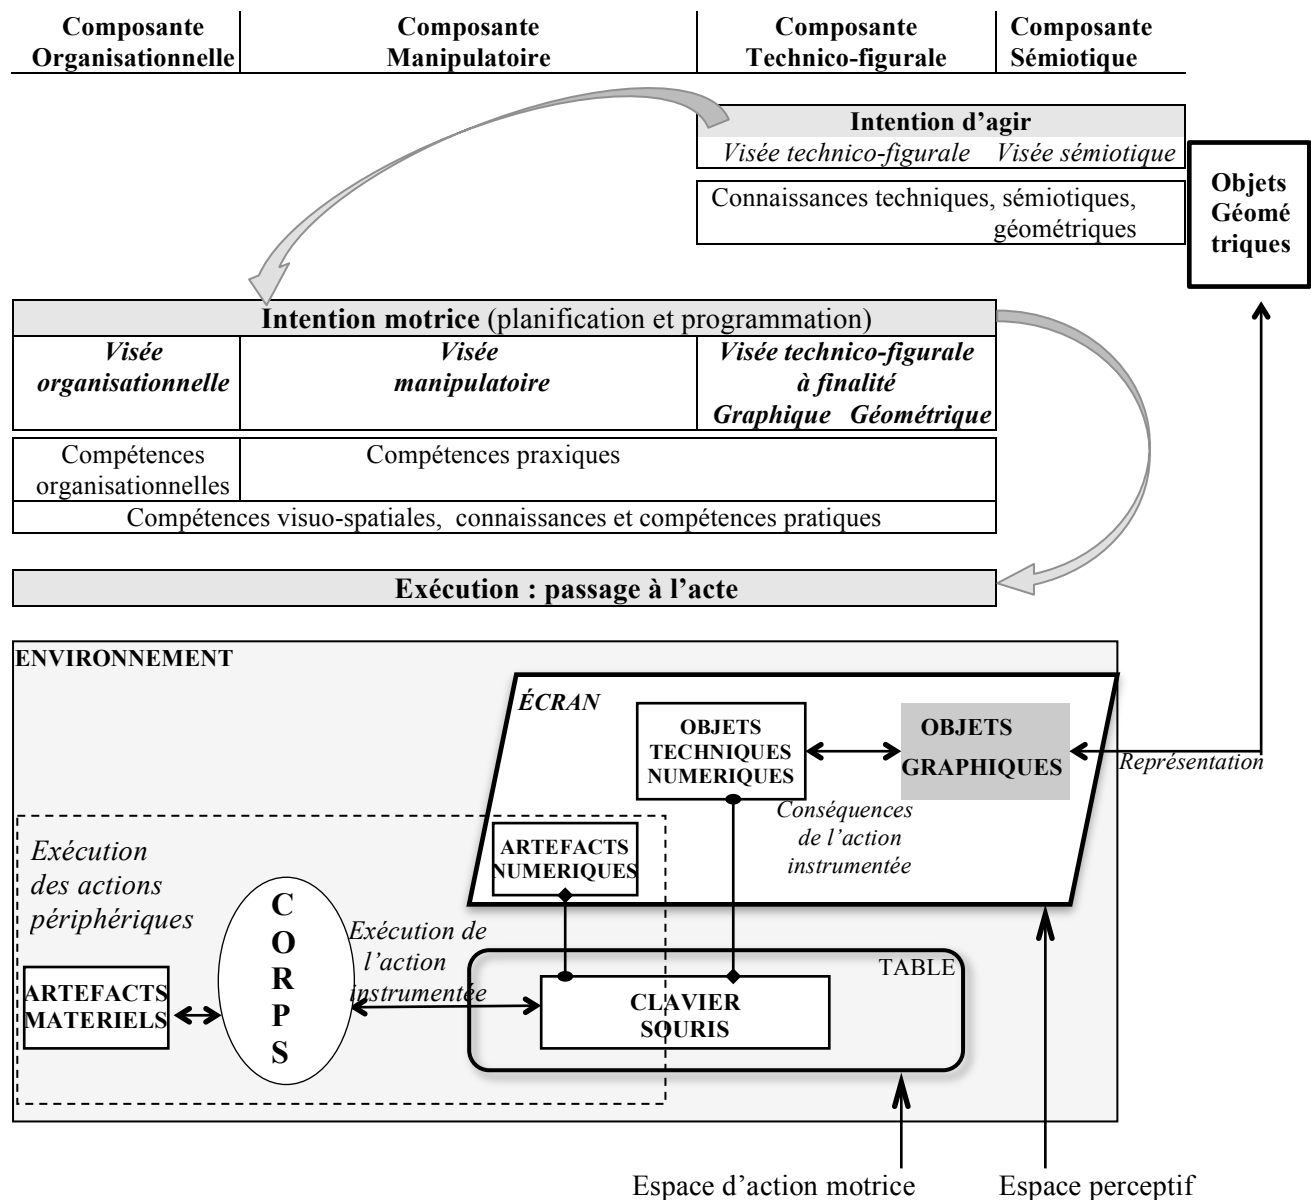 Composante
Organisationnelle
Composante
Manipulatoire
Composante
Technico-figurale
Composante
Sémiotique
Intention d’agir
Visée technico-figurale Visée sémiotique
Connaissances techniques, sémiotiques,
géométriques
Objets
Géomé
triques
Intention motrice (planification et programmation)
Visée
organisationnelle
Visée
manipulatoire
Visée technico-figurale
à finalité
Graphique Géométrique
Compétences
organisationnelles
Compétences praxiques
Compétences visuo-spatiales, connaissances et compétences pratiques
Exécution : passage à l’acte
ENVIRONNEMENT
ÉCRAN
OBJETS
TECHNIQUES
NUMERIQUES
OBJETS
GRAPHIQUES
Représentation
Conséquences
de l’action
instrumentée
ARTEFACTS
NUMERIQUES
Exécution
des actions
périphériques
CORPS
Exécution de
l’action
instrumentée
ARTEFACTS
MATERIELS
TABLE
CLAVIER
SOURIS
Espace d’action motrice
Espace perceptif